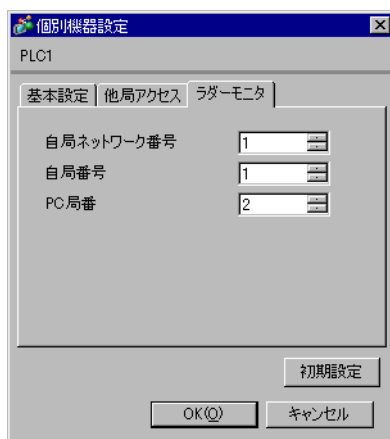 個別機器設定
PLC1
基本設定 他局アクセス ラダーモニタ
自局ネットワーク番号 1
自局番号 1
PC局番 2
初期設定
OK(O) キャンセル